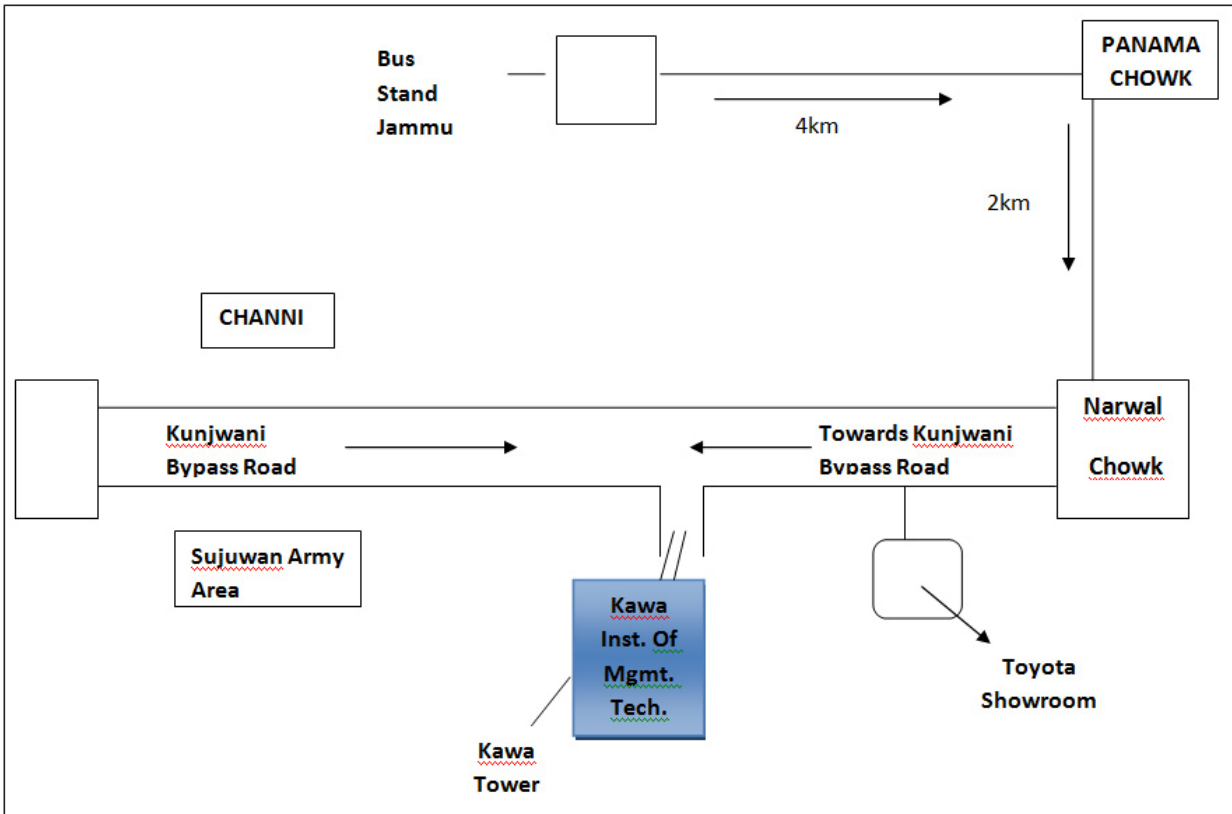 Bus
Stand
Jammu
PANAMA
CHOWK
4km
2km
CHANNI
Kunjwani
Bypass Road
Towards Kunjwani
Bypass Road
Narwal
Chowk
Sujuwan Army
Area
Kawa
Inst. Of
Mgmt.
Tech.
Toyota
Showroom
Kawa
Tower